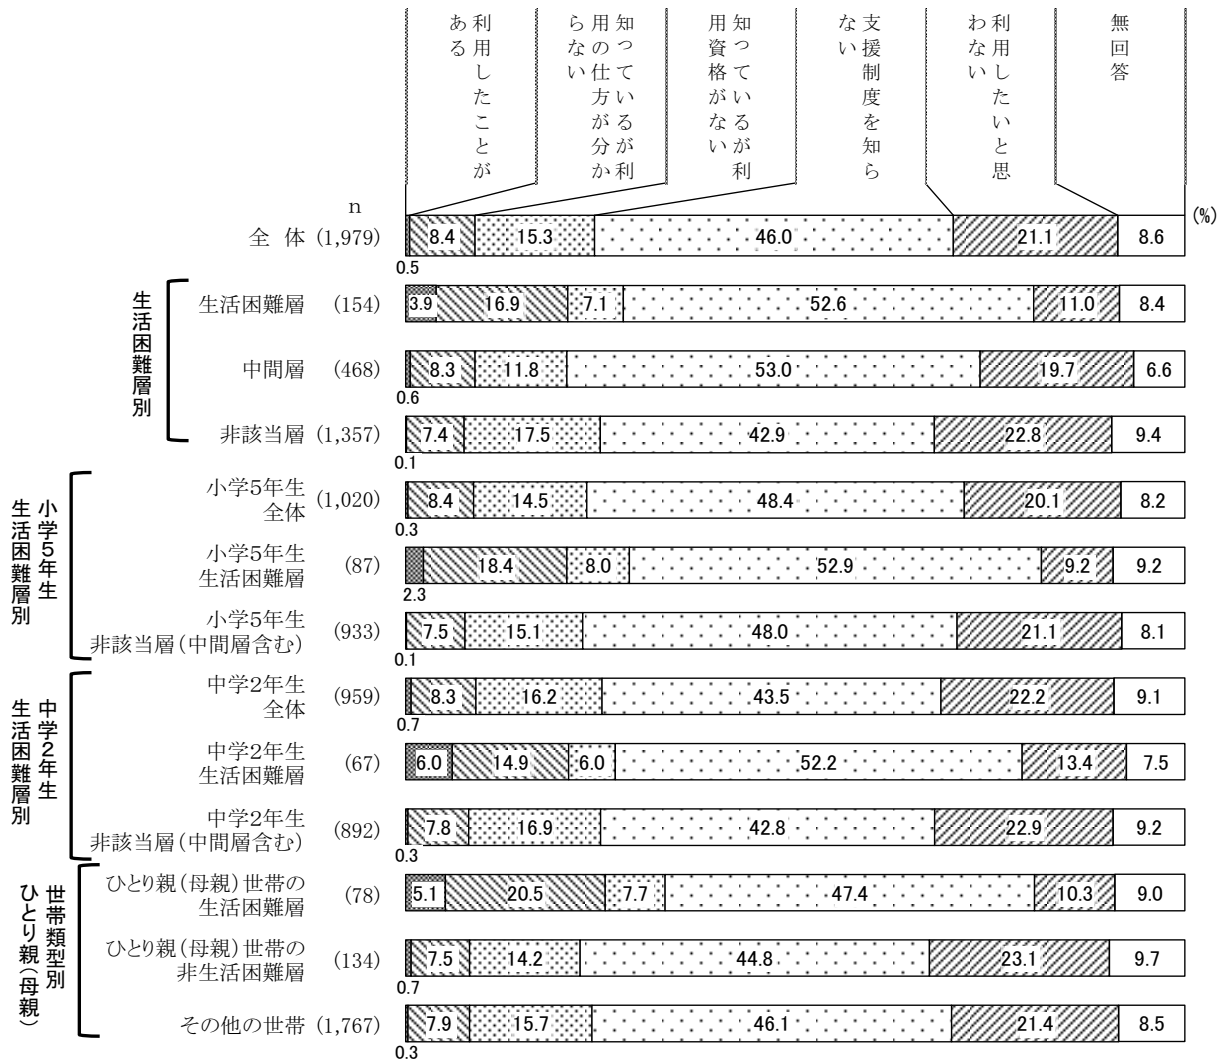 利用したことが
ある
知っているが利
用の仕方が分か
らない
知っているが利
用資格がない
支援制度を知ら
ない
利用したいと思
わない
無回答
n
(%)
全 体 (1,979) 8.4 15.3 46.0 21.1 8.6
0.5
生活困難層別
生活困難層 (154) 3.9 16.9 7.1 52.6 11.0 8.4
中間層 (468) 8.3 11.8 53.0 19.7 6.6
0.6
非該当層 (1,357) 7.4 17.5 42.9 22.8 9.4
0.1
小学5年生
生活困難層別
小学5年生
全体 (1,020) 8.4 14.5 48.4 20.1 8.2
0.3
小学5年生
生活困難層 (87) 18.4 8.0 52.9 9.2 9.2
2.3
小学5年生
非該当層(中間層含む) (933) 7.5 15.1 48.0 21.1 8.1
0.1
中学2年生
生活困難層別
中学2年生
全体 (959) 8.3 16.2 43.5 22.2 9.1
0.7
中学2年生
生活困難層 (67) 6.0 14.9 6.0 52.2 13.4 7.5
中学2年生
非該当層(中間層含む) (892) 7.8 16.9 42.8 22.9 9.2
0.3
世帯類型別
ひとり親(母親)
ひとり親(母親)世帯の
生活困難層 (78) 5.1 20.5 7.7 47.4 10.3 9.0
ひとり親(母親)世帯の
非生活困難層 (134) 7.5 14.2 44.8 23.1 9.7
0.7
その他の世帯 (1,767) 7.9 15.7 46.1 21.4 8.5
0.3